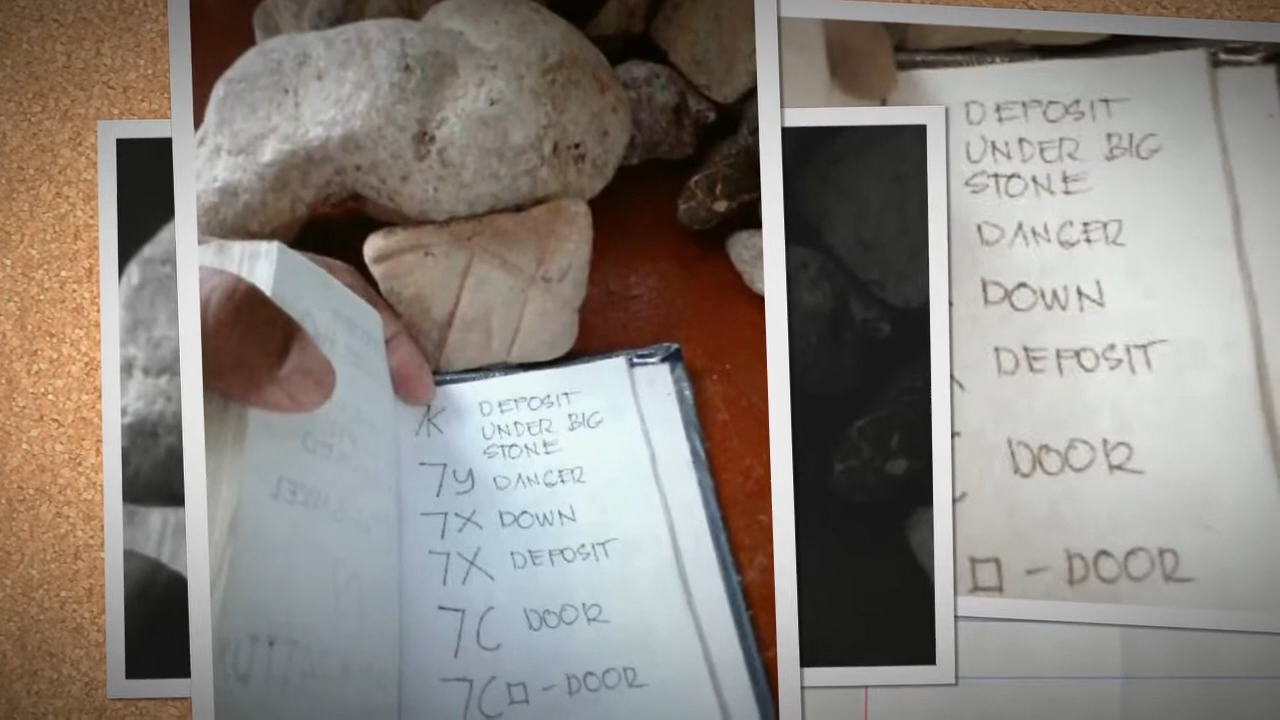 K DEPOSIT
UNDER BIG
STONE
7Y DANGER
7X DOWN
7X DEPOSIT
7C DOOR
7C□ - DOOR
DEPOSIT
UNDER BIG
STONE
DANGER
DOWN
DEPOSIT
DOOR
□ - DOOR